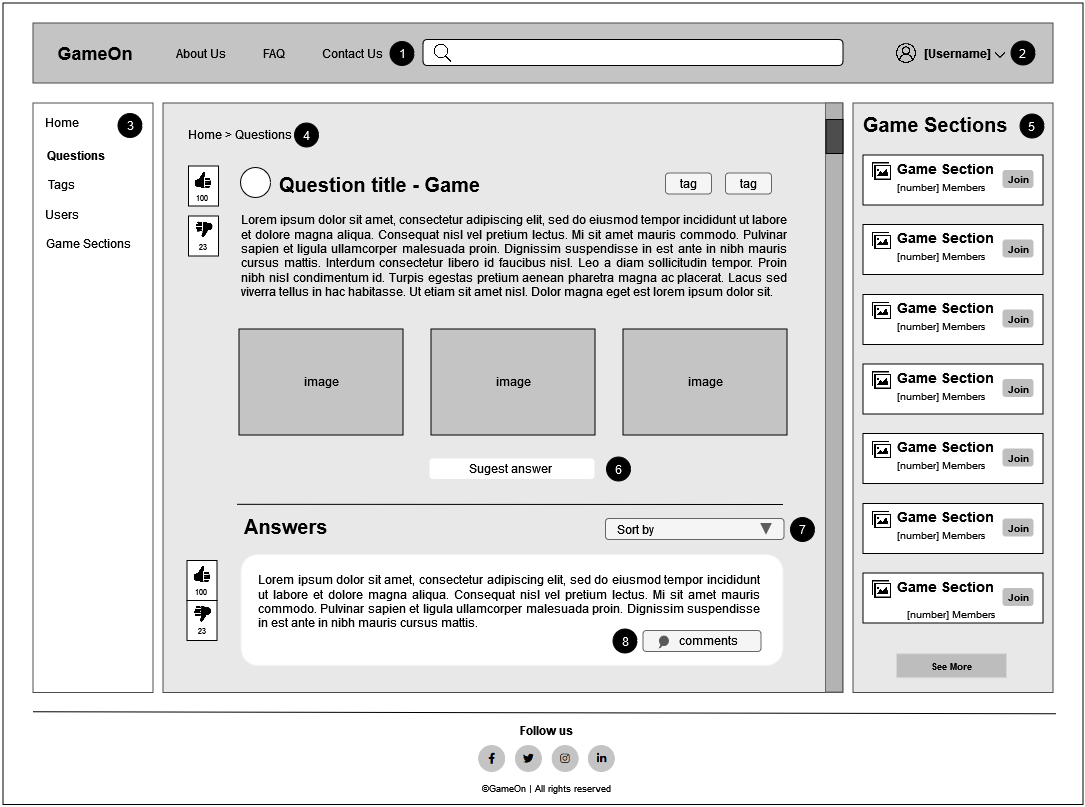 GameOn
About Us
FAQ
Contact Us
1
[Username]
2
Home
3
Questions
Tags
Users
Game Sections
Home > Questions
4
100
23
Question title - Game
tag
tag
Lorem ipsum dolor sit amet, consectetur adipiscing elit, sed do eiusmod tempor incididunt ut labore
et dolore magna aliqua. Consequat nisl vel pretium lectus. Mi sit amet mauris commodo. Pulvinar
sapien et ligula ullamcorper malesuada proin. Dignissim suspendisse in est ante in nibh mauris
cursus mattis. Interdum consectetur libero id faucibus nisl. Leo a diam sollicitudin tempor. Proin
nibh nisl condimentum id. Turpis egestas pretium aenean pharetra magna ac placerat. Lacus sed
viverra tellus in hac habitasse. Ut etiam sit amet nisl. Dolor magna eget est lorem ipsum dolor sit.
image
image
image
Sugest answer
6
Answers
Sort by
7
100
23
Lorem ipsum dolor sit amet, consectetur adipiscing elit, sed do eiusmod tempor incididunt
ut labore et dolore magna aliqua. Consequat nisl vel pretium lectus. Mi sit amet mauris
commodo. Pulvinar sapien et ligula ullamcorper malesuada proin. Dignissim suspendisse
in est ante in nibh mauris cursus mattis.
8
comments
Game Sections
5
Game Section
[number] Members
Join
Game Section
[number] Members
Join
Game Section
[number] Members
Join
Game Section
[number] Members
Join
Game Section
[number] Members
Join
Game Section
[number] Members
Join
Game Section
[number] Members
Join
See More
Follow us
f
in
©GameOn | All rights reserved